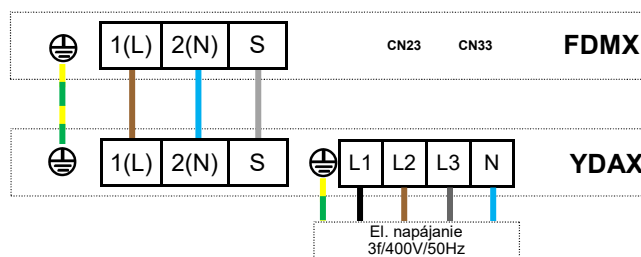 1(L) 2(N) S CN23 CN33 FDMX
1(L) 2(N) S L1 L2 L3 N YDAX
El. napájanie
3f/400V/50Hz